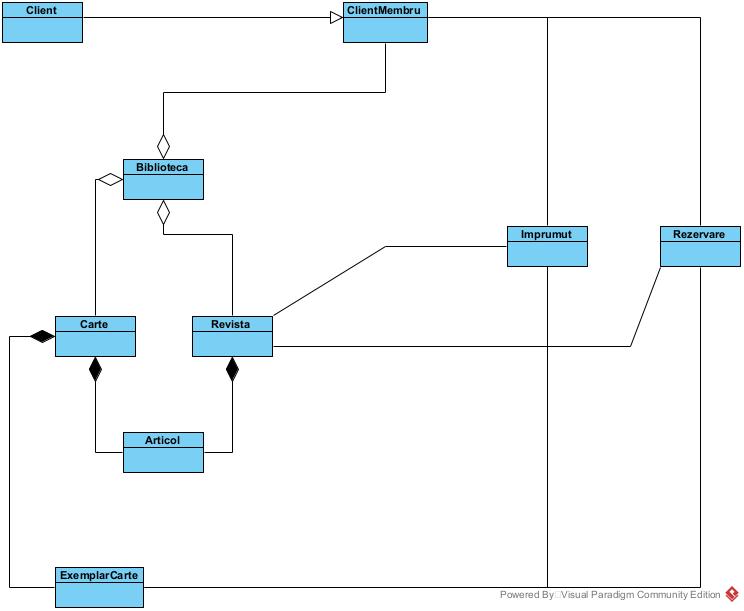 Client
ClientMembru
Biblioteca
Imprumut
Rezervare
Carte
Revista
Articol
ExemplarCarte
Powered By Visual Paradigm Community Edition